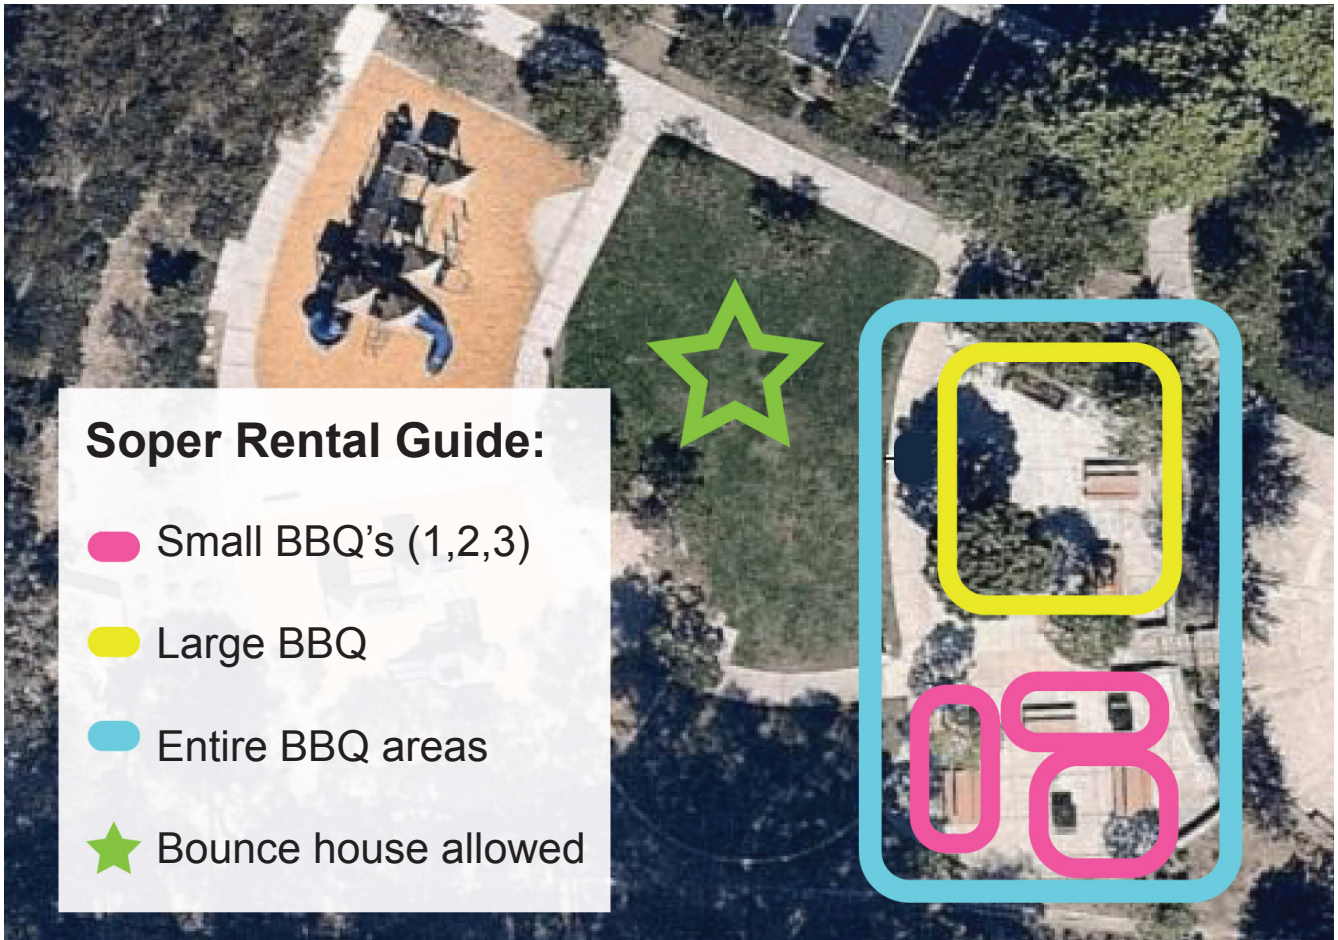 Soper Rental Guide:
Small BBQ’s (1,2,3)
Large BBQ
Entire BBQ areas
Bounce house allowed